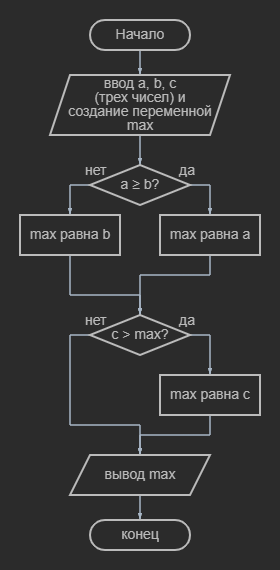 Начало
ввод a, b, c
(трех чисел) и
создание переменной
max
нет
да
a ≥ b?
max равна b
max равна a
нет
да
c > max?
max равна c
вывод max
конец